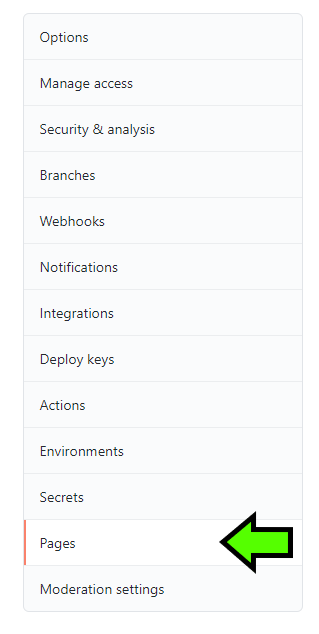 Options
Manage access
Security & analysis
Branches
Webhooks
Notifications
Integrations
Deploy keys
Actions
Environments
Secrets
Pages
Moderation settings